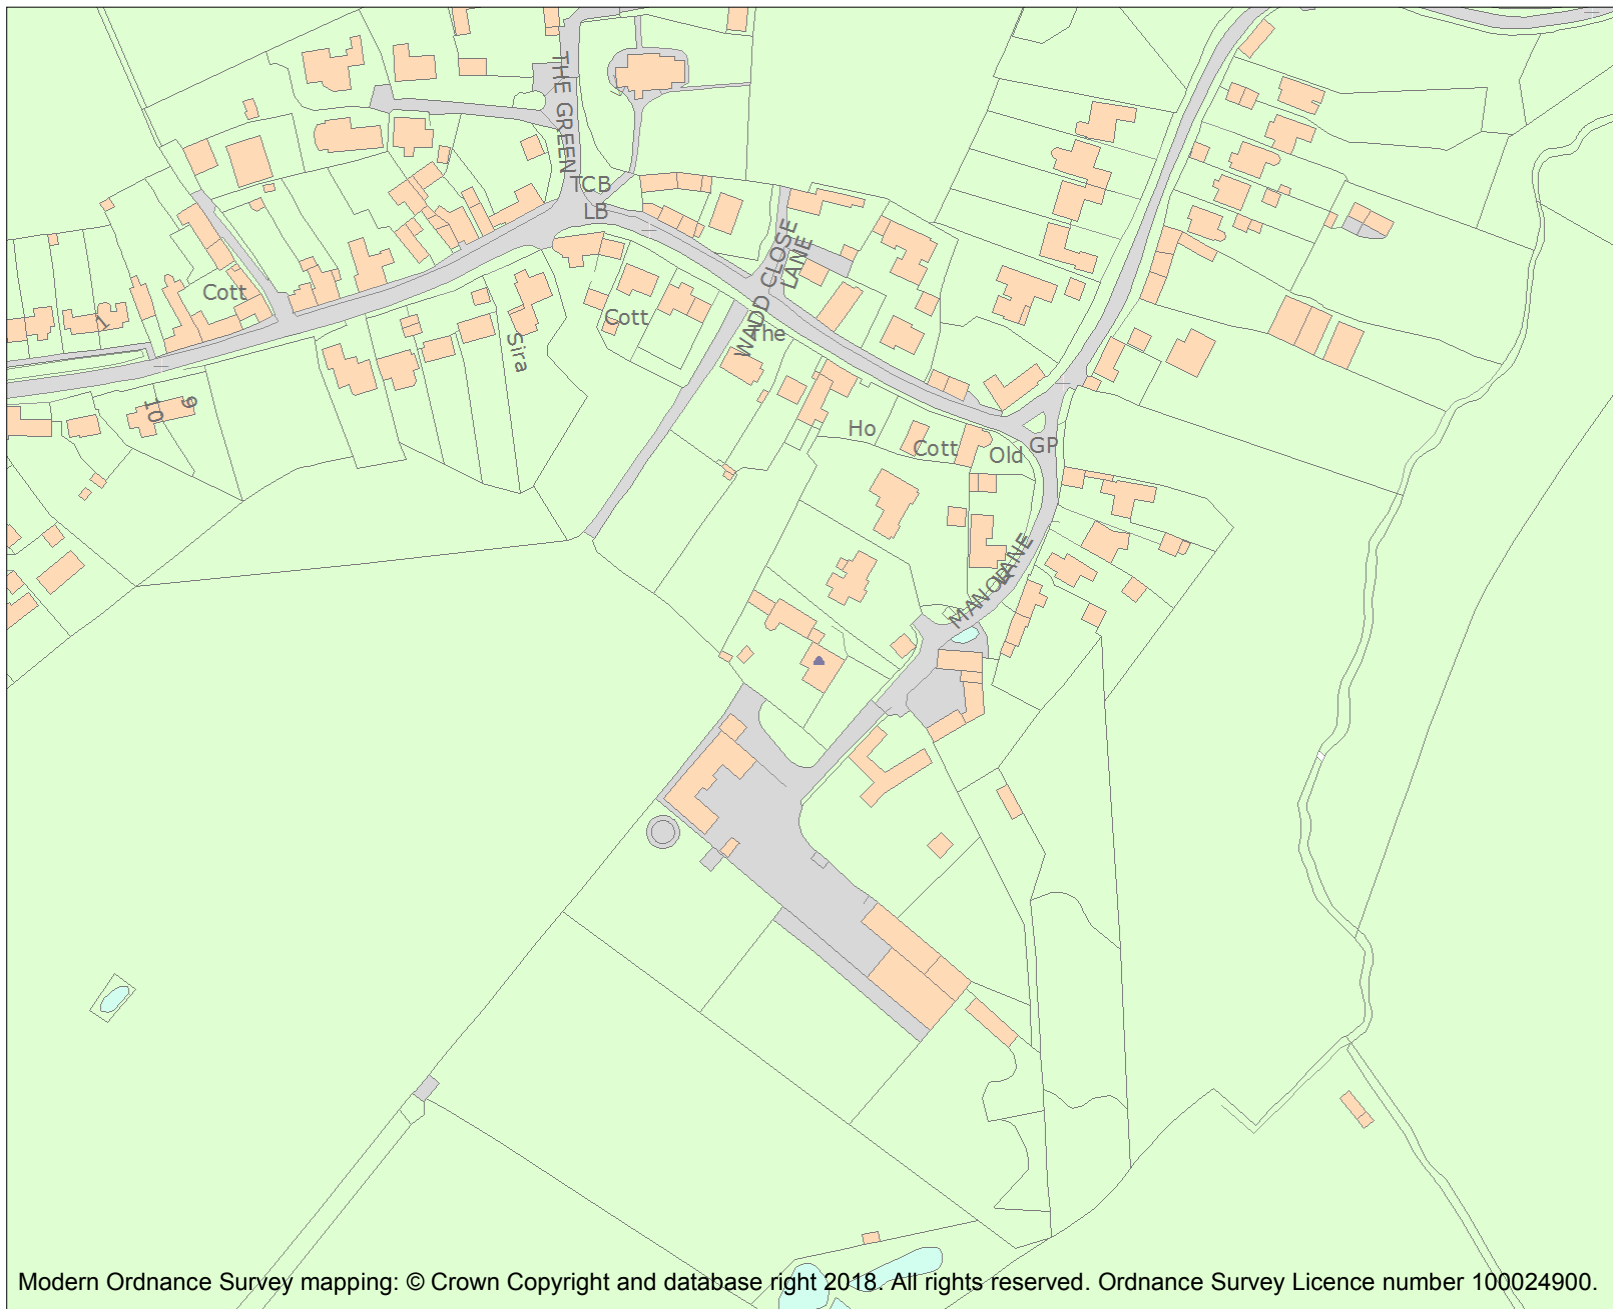 THE GREEN
TCB
LB
WADD CLOSE
LANE
Cott
1
Cott
The
Sira
10
9
Ho
Cott
Old
GP
MANOR
LANE
Modern Ordnance Survey mapping: © Crown Copyright and database right 2018. All rights reserved. Ordnance Survey Licence number 100024900.